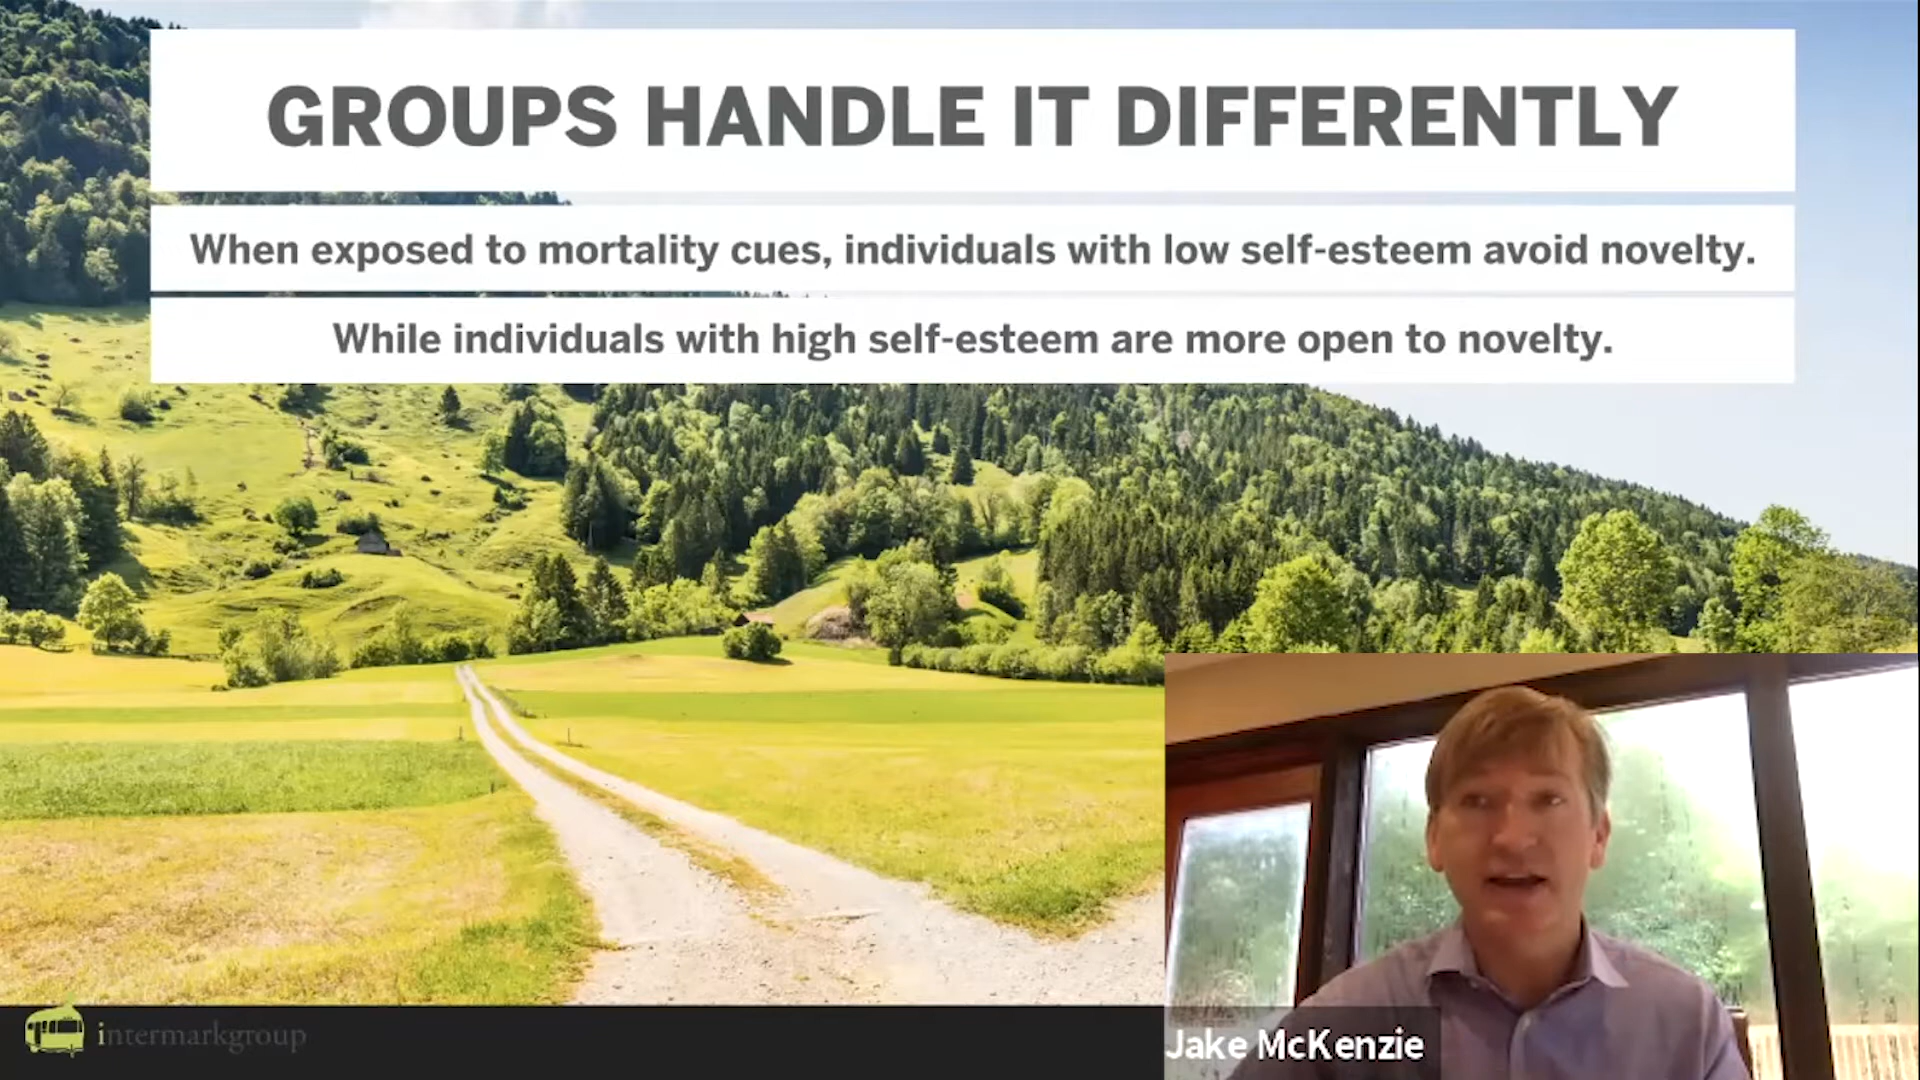 GROUPS HANDLE IT DIFFERENTLY
When exposed to mortality cues, individuals with low self-esteem avoid novelty.
While individuals with high self-esteem are more open to novelty.
intermarkgroup
Jake McKenzie